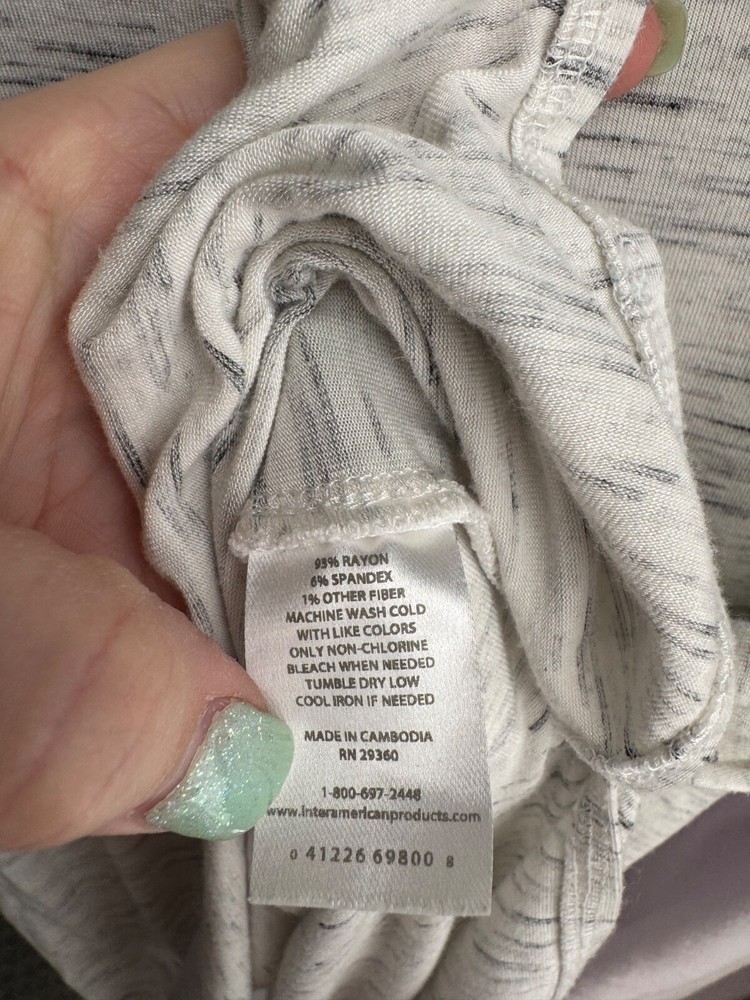 93% RAYON
6% SPANDEX
1% OTHER FIBER
MACHINE WASH COLD
WITH LIKE COLORS
ONLY NON-CHLORINE
BLEACH WHEN NEEDED
TUMBLE DRY LOW
COOL IRON IF NEEDED
MADE IN CAMBODIA
RN 29360
1-800-697-2448
www.interamericanproducts.com
0 41226 69800 8